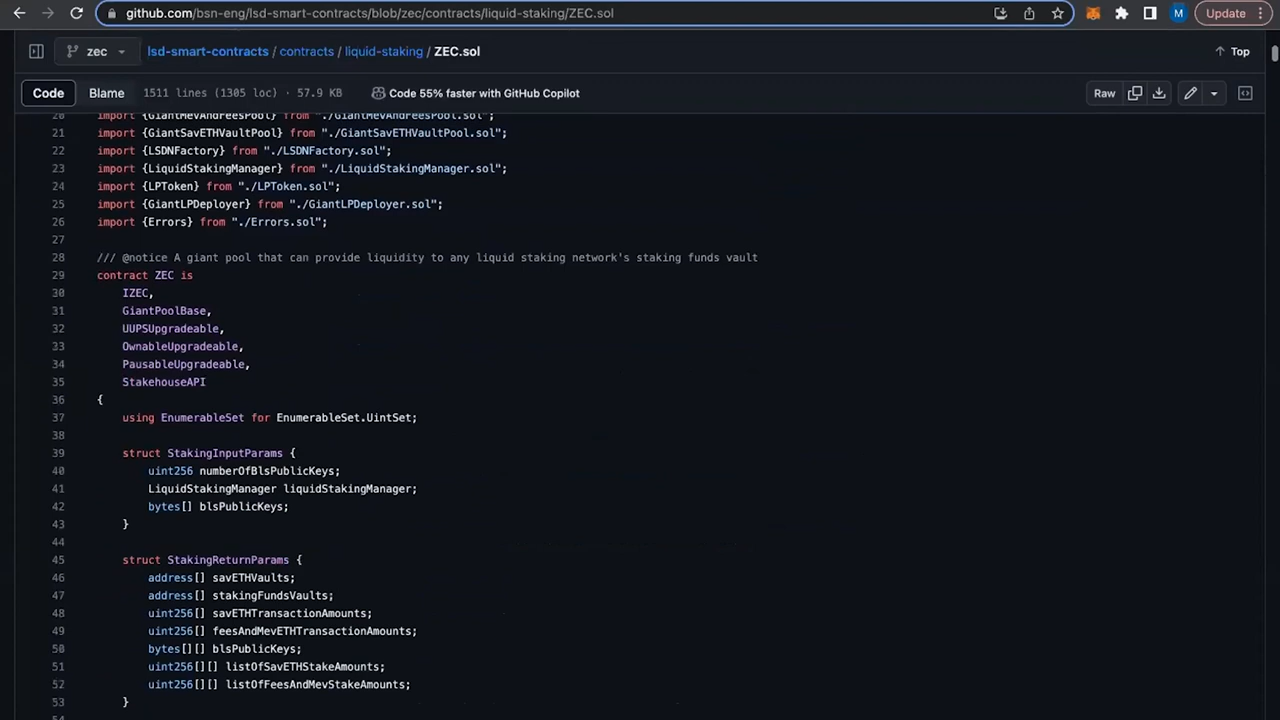 github.com/bsn-eng/lsd-smart-contracts/blob/zec/contracts/liquid-staking/ZEC.sol
M
Update
zec
lsd-smart-contracts / contracts / liquid-staking / ZEC.sol
Top
Code
Blame
1511 lines (1305 loc) · 57.9 KB
Code 55% faster with GitHub Copilot
Raw
20 import {GiantMevAndFeesPool} from "./GiantMevAndFeesPool.sol";
21 import {GiantSavETHVaultPool} from "./GiantSavETHVaultPool.sol";
22 import {LSDNFactory} from "./LSDNFactory.sol";
23 import {LiquidStakingManager} from "./LiquidStakingManager.sol";
24 import {LPToken} from "./LPToken.sol";
25 import {GiantLPDeployer} from "./GiantLPDeployer.sol";
26 import {Errors} from "./Errors.sol";
27
28 /// @notice A giant pool that can provide liquidity to any liquid staking network's staking funds vault
29 contract ZEC is
30 IZEC,
31 GiantPoolBase,
32 UUPSUpgradeable,
33 OwnableUpgradeable,
34 PausableUpgradeable,
35 StakehouseAPI
36 {
37 using EnumerableSet for EnumerableSet.UintSet;
38
39 struct StakingInputParams {
40 uint256 numberOfBlsPublicKeys;
41 LiquidStakingManager liquidStakingManager;
42 bytes[] blsPublicKeys;
43 }
44
45 struct StakingReturnParams {
46 address[] savETHVaults;
47 address[] stakingFundsVaults;
48 uint256[] savETHTransactionAmounts;
49 uint256[] feesAndMevETHTransactionAmounts;
50 bytes[][] blsPublicKeys;
51 uint256[][] listOfSavETHStakeAmounts;
52 uint256[][] listOfFeesAndMevStakeAmounts;
53 }
54